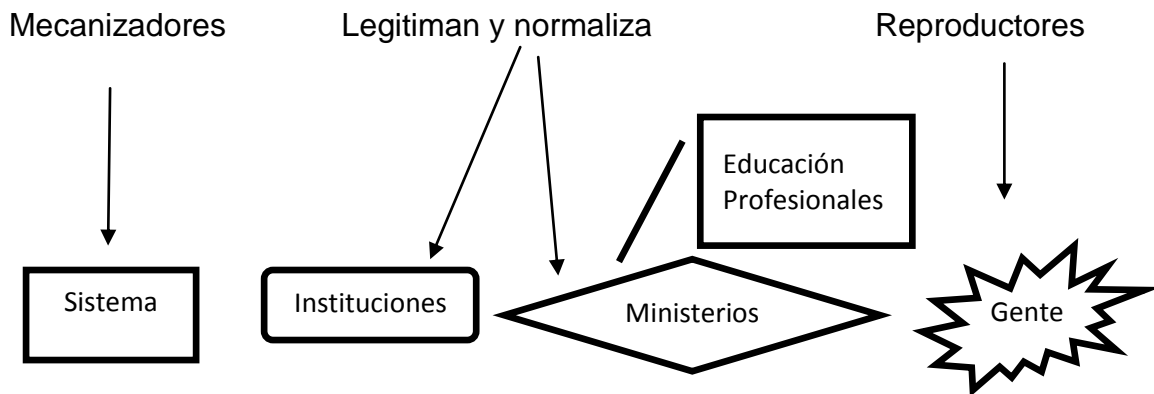 Mecanizadores
Legitiman y normaliza
Reproductores
Educación
Profesionales
Sistema
Instituciones
Ministerios
Gente